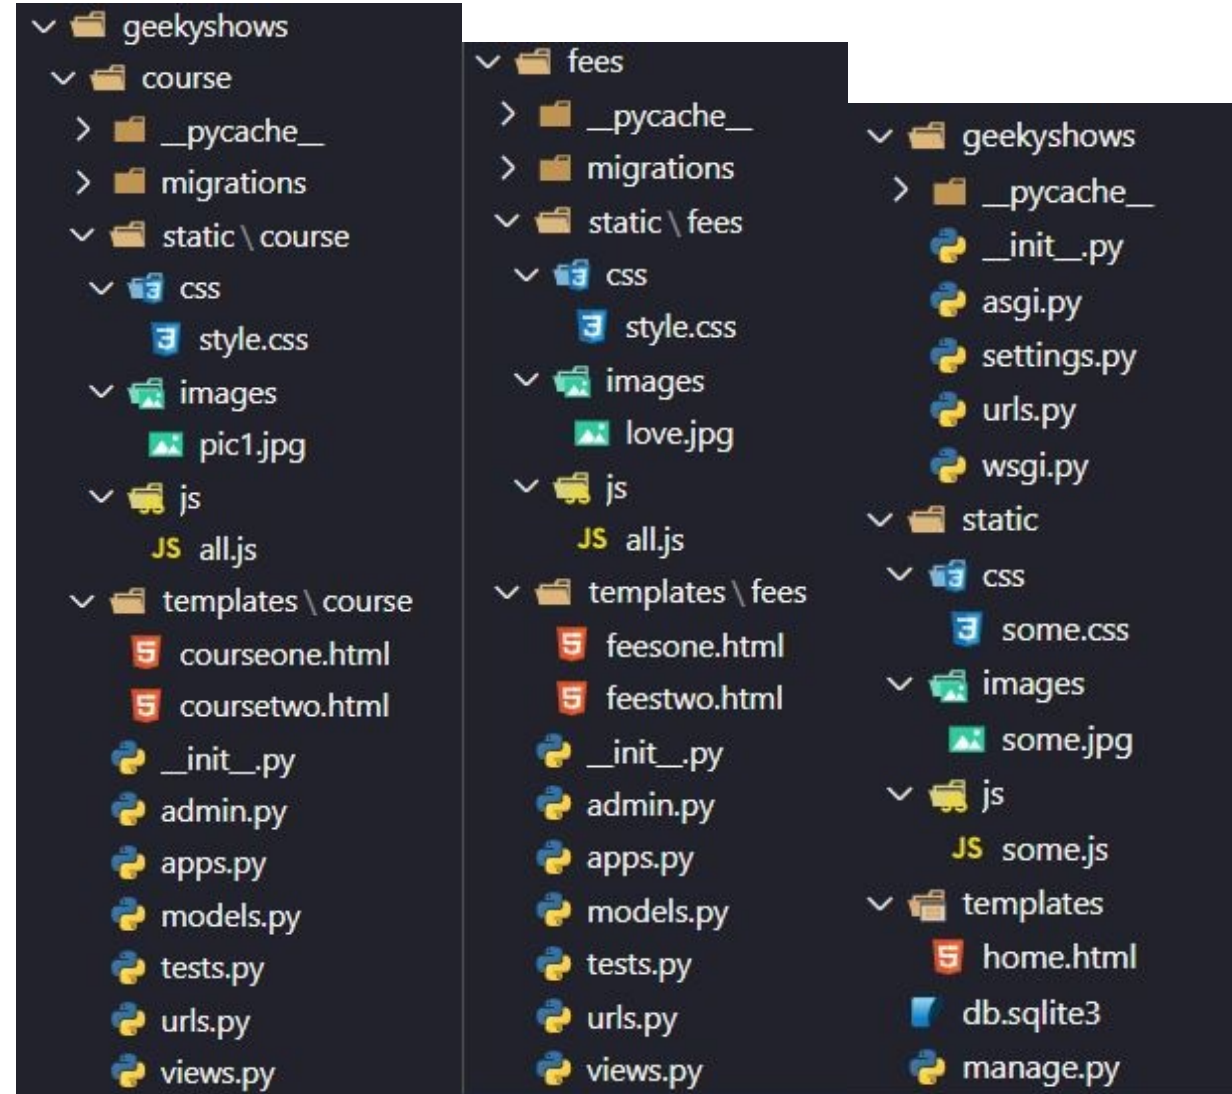 geekyshows
course
__pycache__
migrations
static \ course
css
style.css
images
pic1.jpg
js
JS all.js
templates \ course
courseone.html
coursetwo.html
__init__.py
admin.py
apps.py
models.py
tests.py
urls.py
views.py
fees
__pycache__
migrations
static \ fees
css
style.css
images
love.jpg
js
JS all.js
templates \ fees
feesone.html
feestwo.html
__init__.py
admin.py
apps.py
models.py
tests.py
urls.py
views.py
geekyshows
__pycache__
__init__.py
asgi.py
settings.py
urls.py
wsgi.py
static
css
some.css
images
some.jpg
js
JS some.js
templates
home.html
db.sqlite3
manage.py